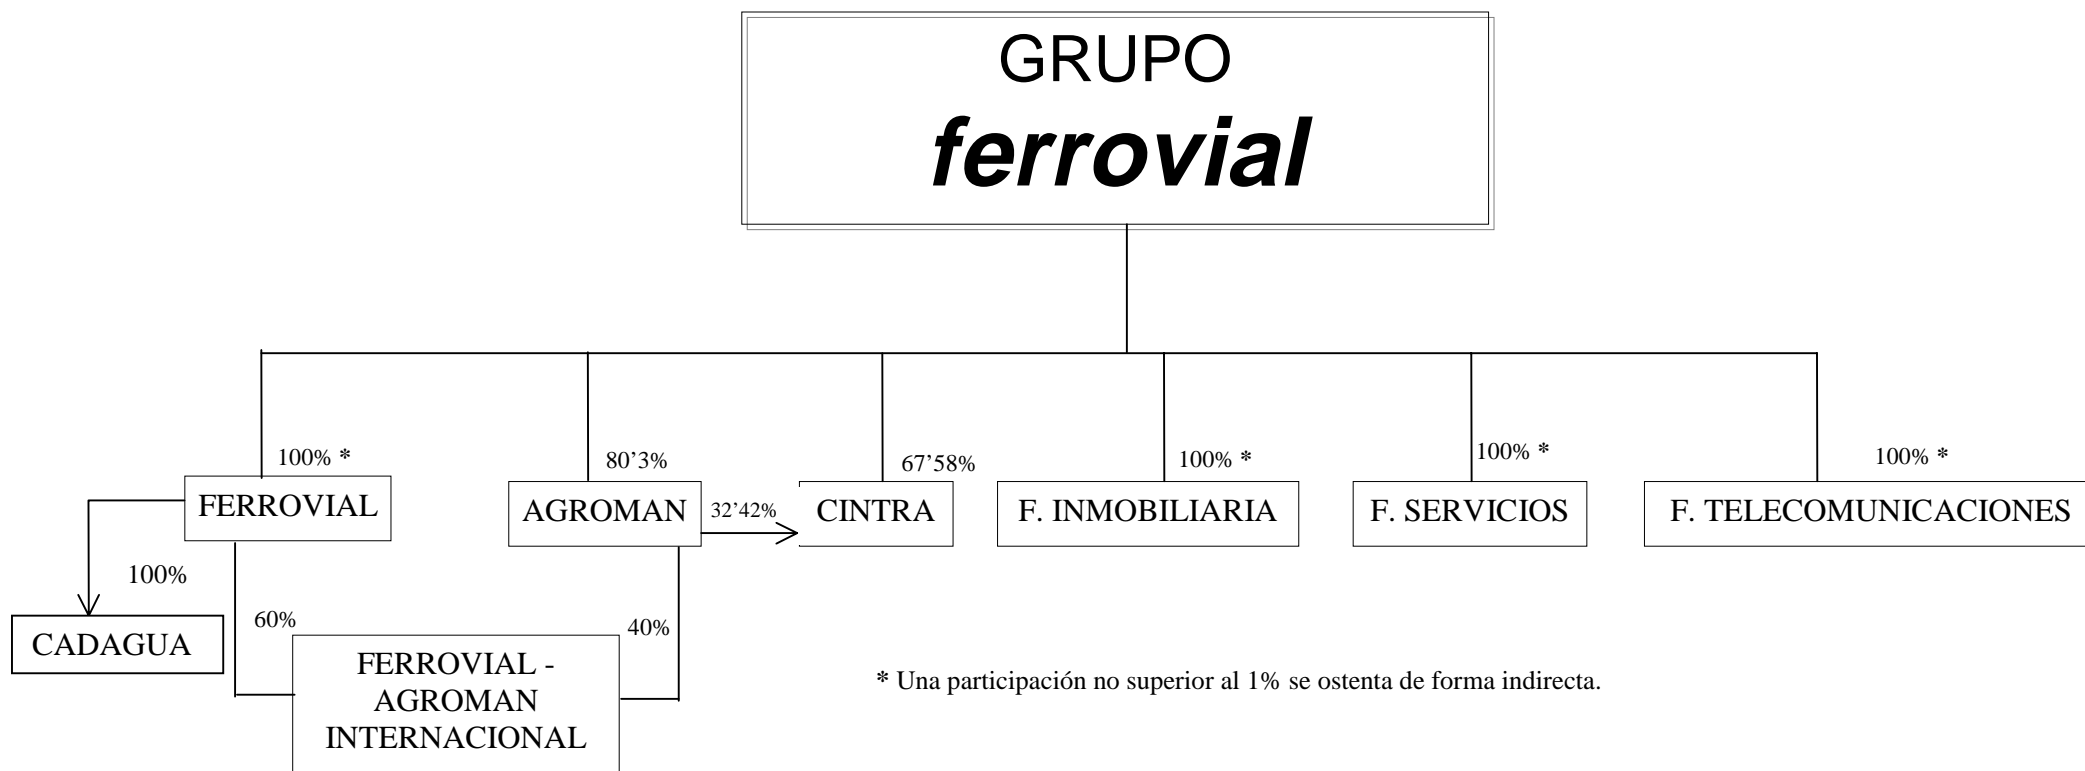 GRUPO
ferrovial
100% *
80’3%
67’58%
100% *
100% *
100% *
FERROVIAL
AGROMAN
32’42%
CINTRA
F. INMOBILIARIA
F. SERVICIOS
F. TELECOMUNICACIONES
100%
60%
40%
CADAGUA
FERROVIAL -
AGROMAN
INTERNACIONAL
* Una participación no superior al 1% se ostenta de forma indirecta.